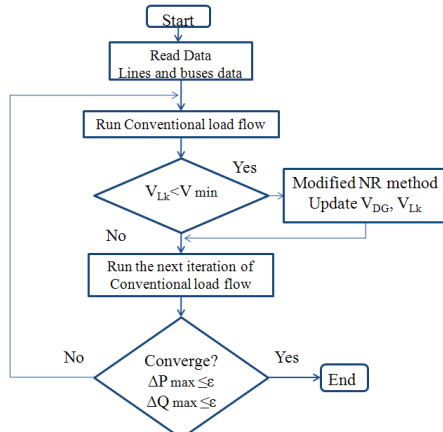 Start
Read Data
Lines and buses data
Run Conventional load flow
Yes
V_Lk<V min
Modified NR method
Update V_DG, V_Lk
No
Run the next iteration of
Conventional load flow
No
Converge?
Yes
ΔP max ≤ε
ΔQ max ≤ε
End